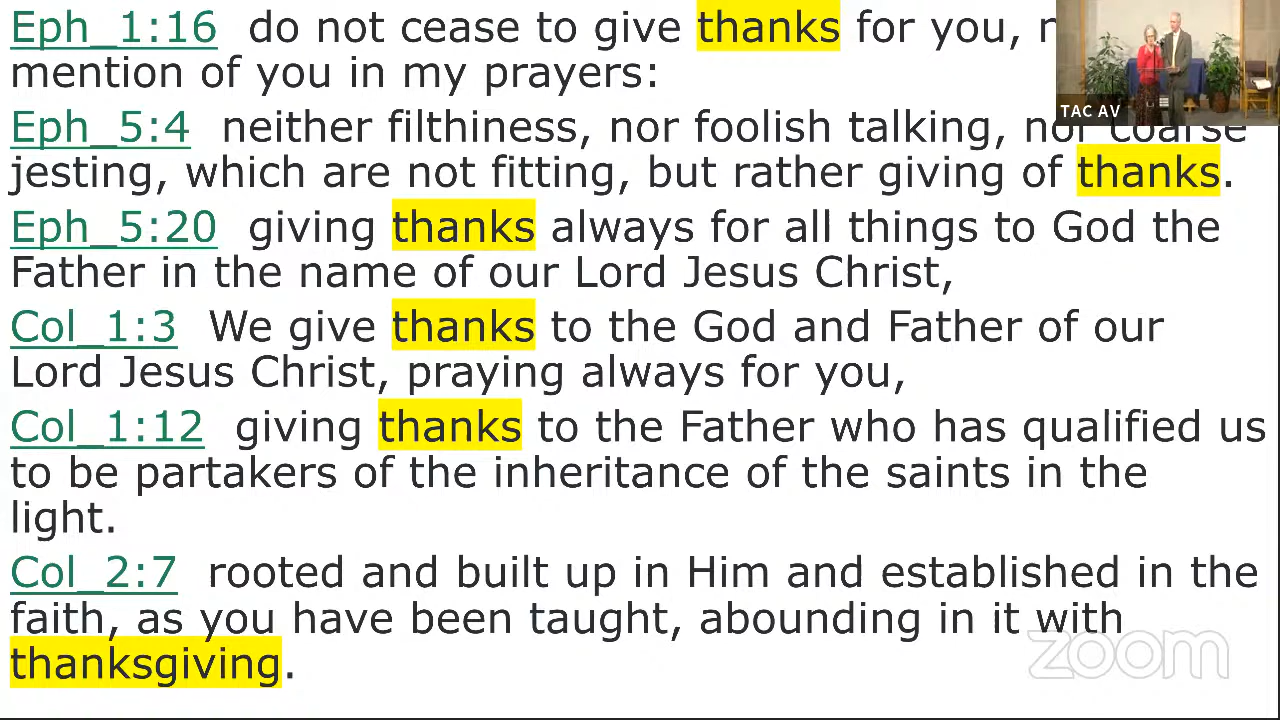 Eph_1:16 do not cease to give thanks for you,
mention of you in my prayers:
Eph_5:4 neither filthiness, nor foolish talking, nor coarse
jesting, which are not fitting, but rather giving of thanks.
Eph_5:20 giving thanks always for all things to God the
Father in the name of our Lord Jesus Christ,
Col_1:3 We give thanks to the God and Father of our
Lord Jesus Christ, praying always for you,
Col_1:12 giving thanks to the Father who has qualified us
to be partakers of the inheritance of the saints in the
light.
Col_2:7 rooted and built up in Him and established in the
faith, as you have been taught, abounding in it with
thanksgiving.
TAC AV
zoom